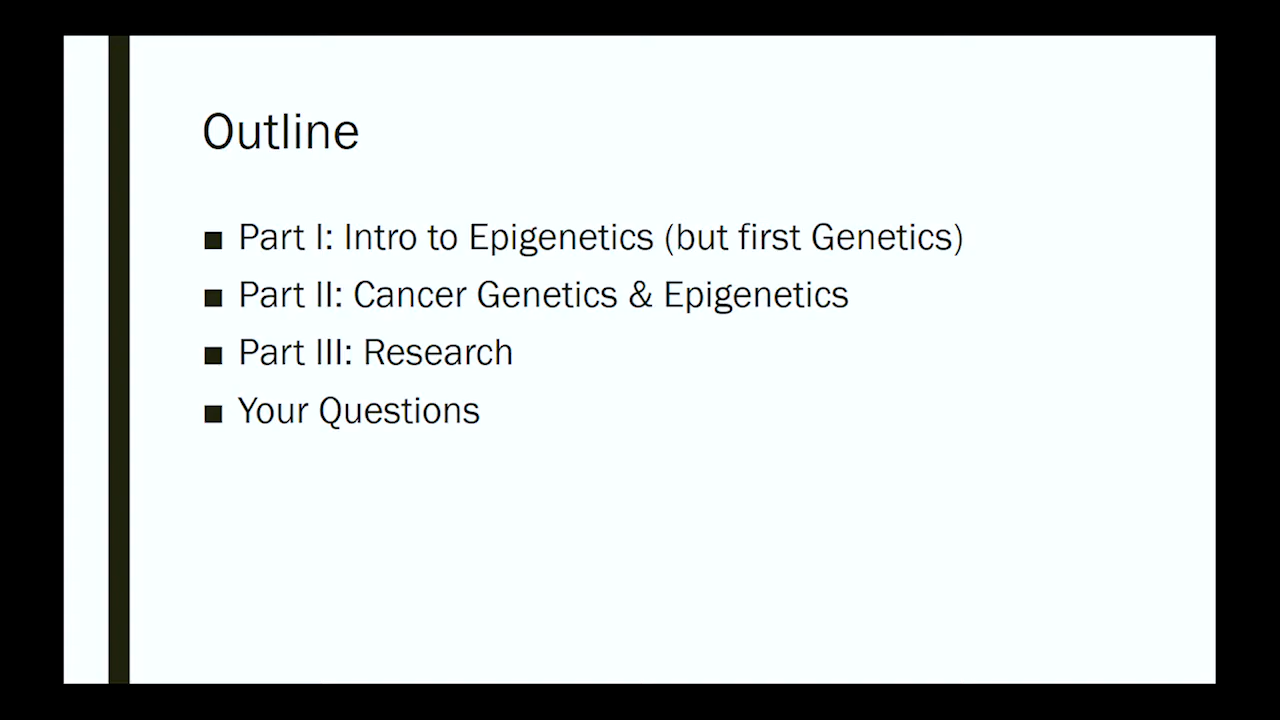 Outline
■ Part I: Intro to Epigenetics (but first Genetics)
■ Part II: Cancer Genetics & Epigenetics
■ Part III: Research
■ Your Questions